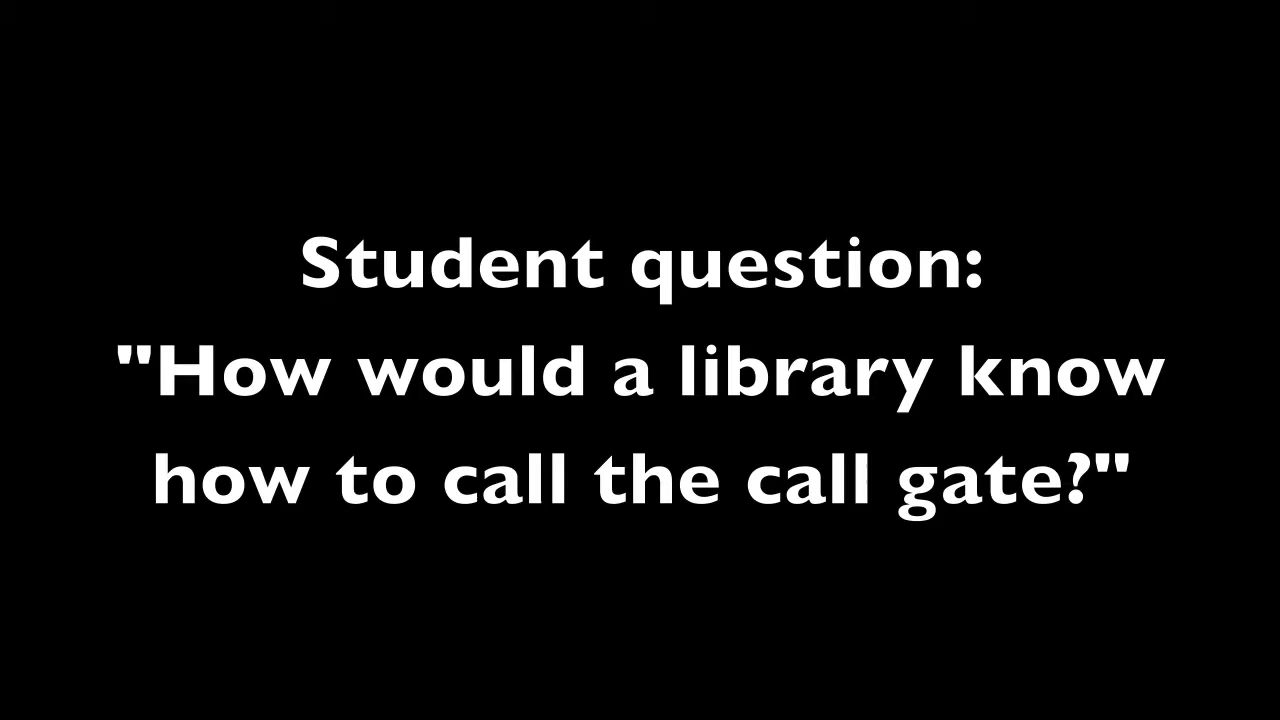 Student question:
"How would a library know
how to call the call gate?"